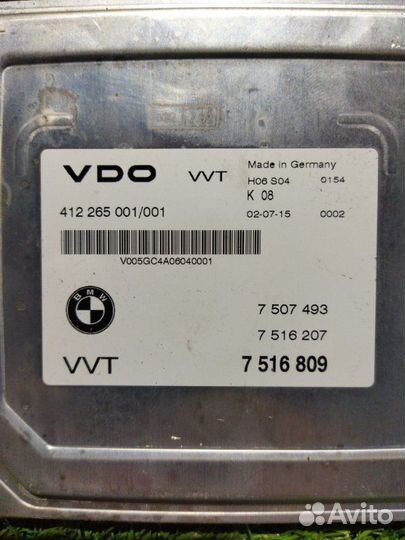 VDO VVT Made in Germany
H06 S04 0154
K 08
412 265 001/001 02-07-15 0002
V005GC4A06040001
BMW
7 507 493
7 516 207
VVT 7 516 809
Avito